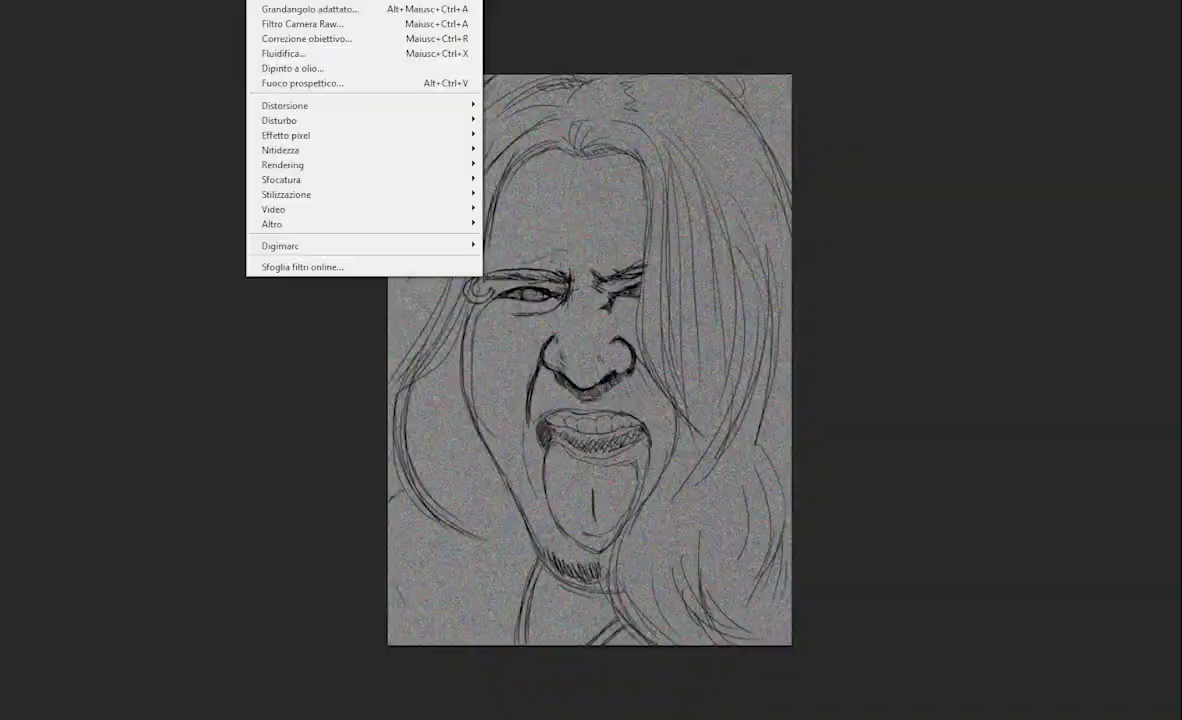 Grandangolo adattato... Alt+Maiusc+Ctrl+A
Filtro Camera Raw... Maiusc+Ctrl+A
Correzione obiettivo... Maiusc+Ctrl+R
Fluidifica... Maiusc+Ctrl+X
Dipinto a olio...
Fuoco prospettico... Alt+Ctrl+V
Distorsione
Disturbo
Effetto pixel
Nitidezza
Rendering
Sfocatura
Stilizzazione
Video
Altro
Digimarc
Sfoglia filtri online...